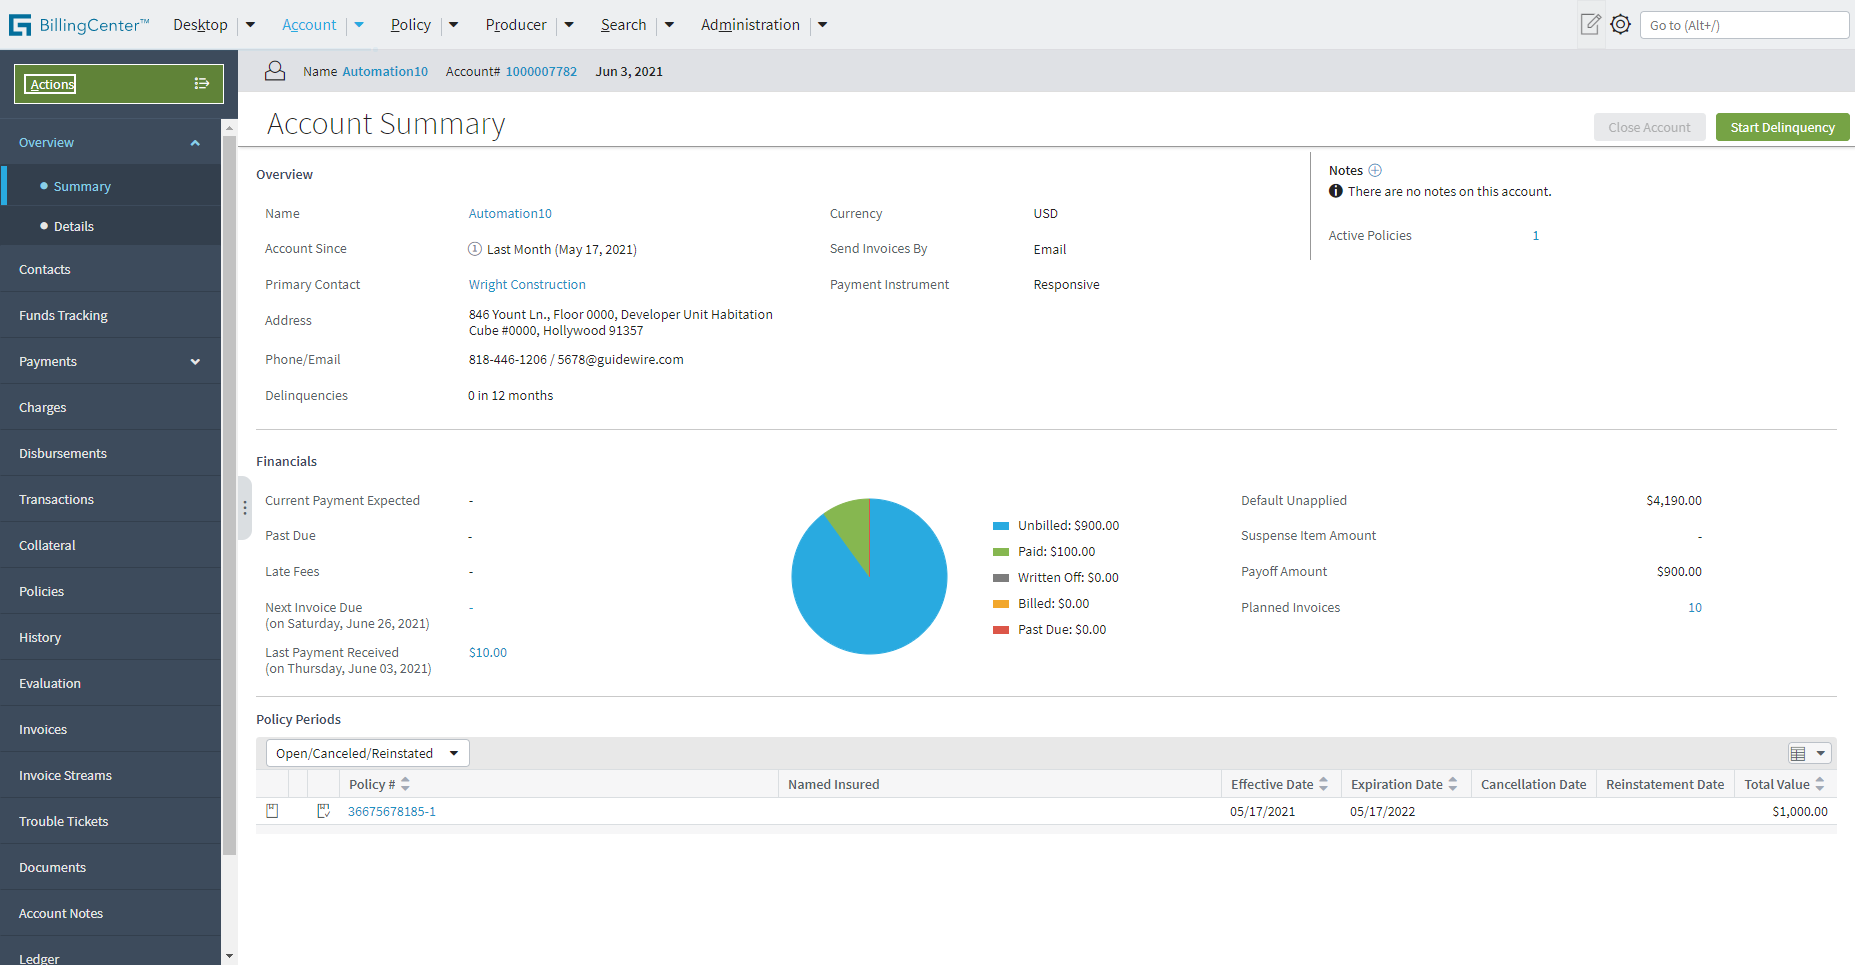 BillingCenter™ Desktop Account Policy Producer Search Administration Go to (Alt+/)
Actions
Name Automation10 Account# 1000007782 Jun 3, 2021
Overview
Summary
Details
Contacts
Funds Tracking
Payments
Charges
Disbursements
Transactions
Collateral
Policies
History
Evaluation
Invoices
Invoice Streams
Trouble Tickets
Documents
Account Notes
Ledger
Account Summary
Close Account Start Delinquency
Overview
Name Automation10
Account Since 1 Last Month (May 17, 2021)
Primary Contact Wright Construction
Address 846 Yount Ln., Floor 0000, Developer Unit Habitation
Cube #0000, Hollywood 91357
Phone/Email 818-446-1206 / 5678@guidewire.com
Delinquencies 0 in 12 months
Currency USD
Send Invoices By Email
Payment Instrument Responsive
Notes
There are no notes on this account.
Active Policies 1
Financials
Current Payment Expected -
Past Due -
Late Fees -
Next Invoice Due -
(on Saturday, June 26, 2021)
Last Payment Received $10.00
(on Thursday, June 03, 2021)
Unbilled: $900.00
Paid: $100.00
Written Off: $0.00
Billed: $0.00
Past Due: $0.00
Default Unapplied $4,190.00
Suspense Item Amount -
Payoff Amount $900.00
Planned Invoices 10
Policy Periods
Open/Canceled/Reinstated
Policy # Named Insured Effective Date Expiration Date Cancellation Date Reinstatement Date Total Value
36675678185-1 05/17/2021 05/17/2022 $1,000.00